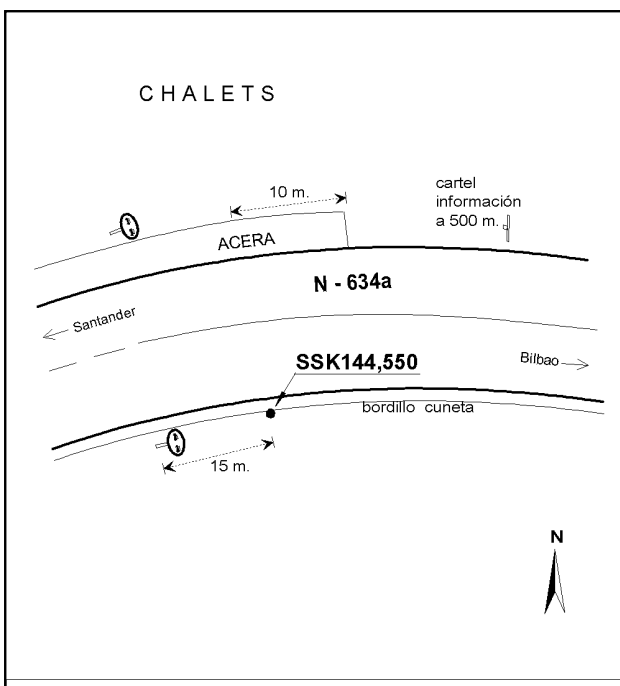 CHALETS
10 m.
cartel
información
a 500 m.
ACERA
N - 634a
Santander
SSK144,550
Bilbao
bordillo cuneta
15 m.
N